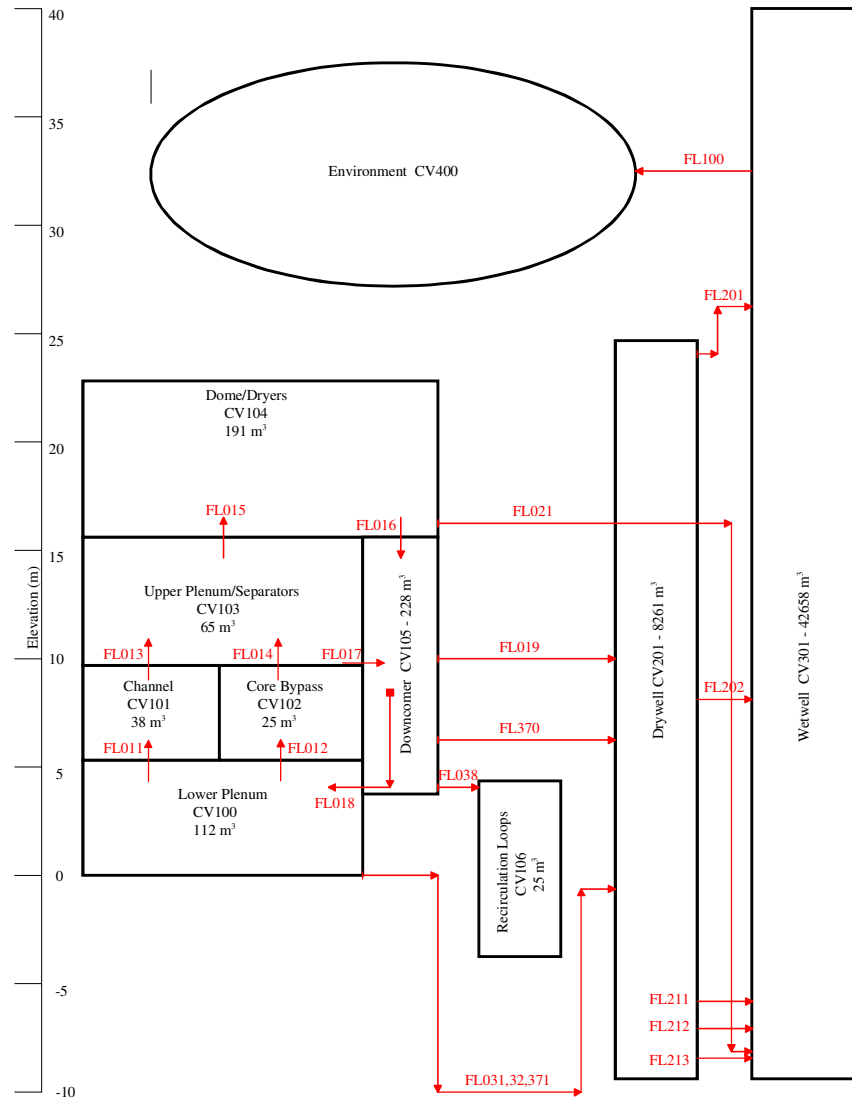 40
35
Environment CV400
FL100
30
FL201
25
Dome/Dryers
CV104
191 m³
20
FL015
FL016
FL021
15
Upper Plenum/Separators
CV103
65 m³
Elevation (m)
Downcomer CV105 - 228 m³
Drywell CV201 - 8261 m³
Wetwell CV301 - 42658 m³
FL013
FL014
FL017
FL019
10
Channel
CV101
38 m³
Core Bypass
CV102
25 m³
FL202
FL011
FL012
FL370
5
FL038
Lower Plenum
CV100
112 m³
FL018
Recirculation Loops
CV106
25 m³
0
-5
FL211
FL212
FL213
FL031,32,371
-10